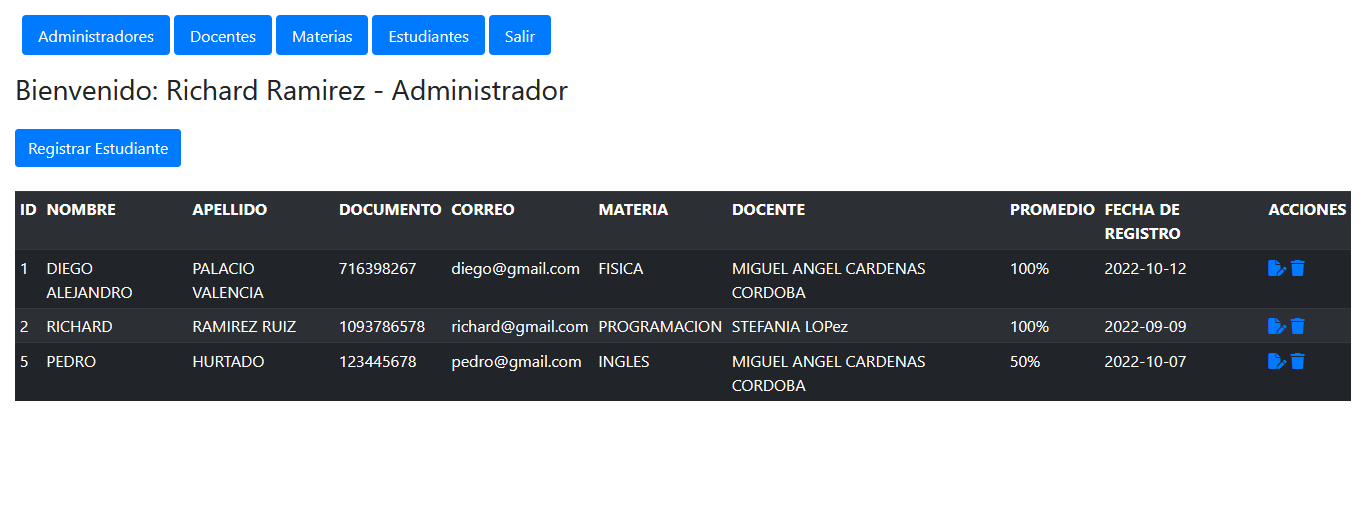 Administradores Docentes Materias Estudiantes Salir
Bienvenido: Richard Ramirez - Administrador
Registrar Estudiante
ID NOMBRE APELLIDO DOCUMENTO CORREO MATERIA DOCENTE PROMEDIO FECHA DE ACCIONES
REGISTRO
1 DIEGO PALACIO 716398267 diego@gmail.com FISICA MIGUEL ANGEL CARDENAS 100% 2022-10-12
ALEJANDRO VALENCIA CORDOBA
2 RICHARD RAMIREZ RUIZ 1093786578 richard@gmail.com PROGRAMACION STEFANIA LOPez 100% 2022-09-09
5 PEDRO HURTADO 123445678 pedro@gmail.com INGLES MIGUEL ANGEL CARDENAS 50% 2022-10-07
CORDOBA